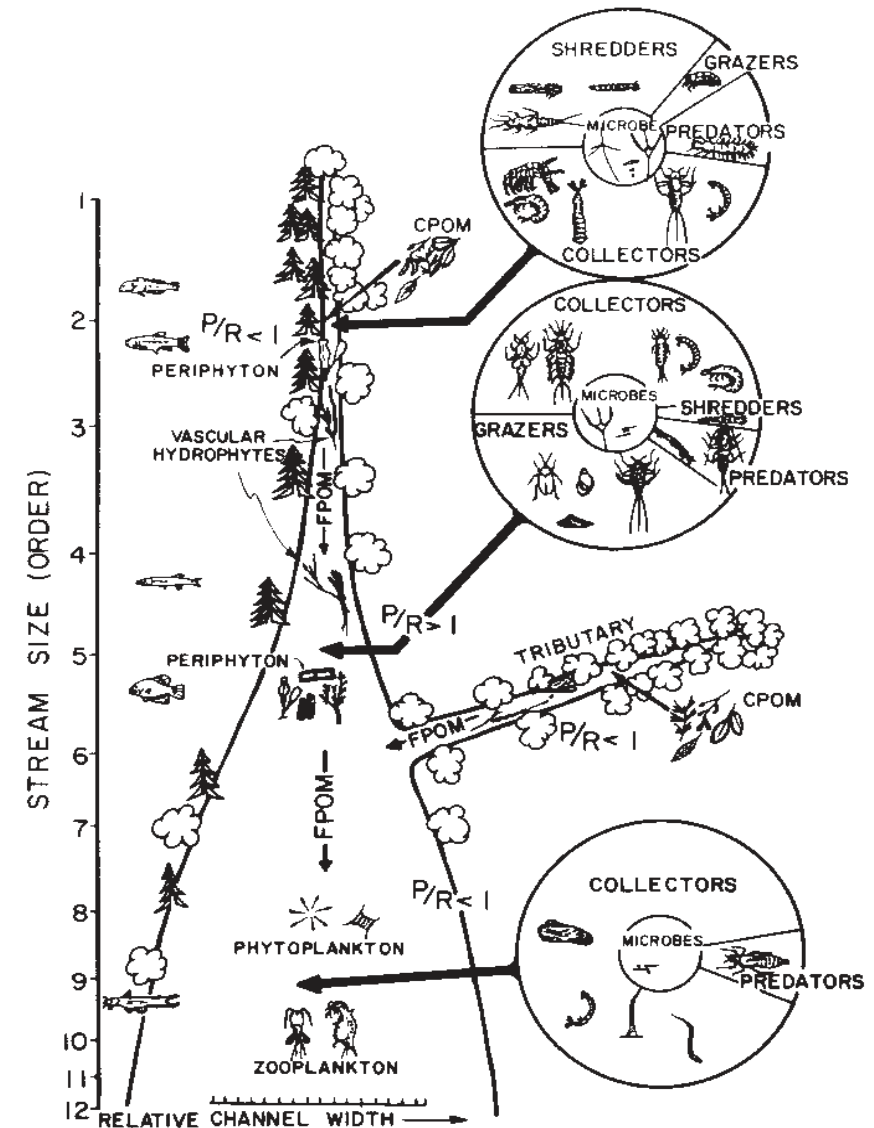 SHREDDERS
GRAZERS
MICROBE
PREDATORS
COLLECTORS
1
CPOM
2
P/R < 1
PERIPHYTON
COLLECTORS
MICROBES
SHREDDERS
GRAZERS
PREDATORS
3
VASCULAR
HYDROPHYTES
FPOM
4
STREAM SIZE (ORDER)
P/R > 1
5
PERIPHYTON
TRIBUTARY
CPOM
FPOM
P/R < 1
6
FPOM
7
P/R < 1
COLLECTORS
8
PHYTOPLANKTON
MICROBES
PREDATORS
9
10
ZOOPLANKTON
11
12
RELATIVE CHANNEL WIDTH